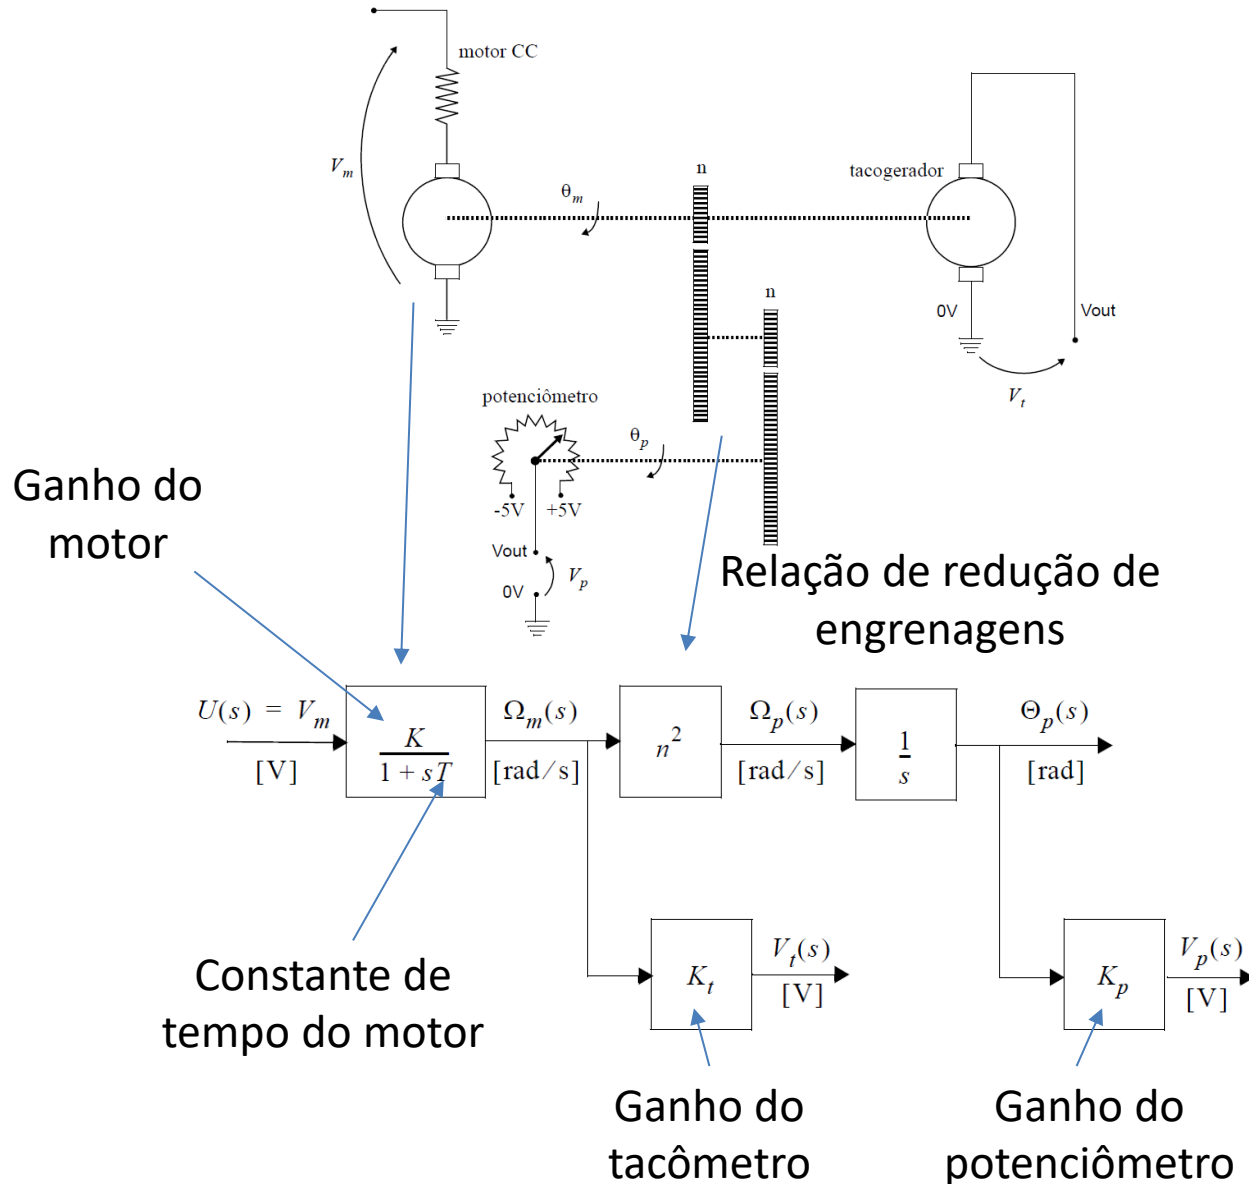 motor CC
V_m
θ_m
n
tacogerador
n
0V
Vout
V_t
potenciômetro
θ_p
-5V
+5V
Vout
V_p
0V
Ganho do
motor
Relação de redução de
engrenagens
U(s) = V_m
[V]
K
1 + sT
Ω_m(s)
[rad/s]
n²
Ω_p(s)
[rad/s]
1
s
Θ_p(s)
[rad]
K_t
V_t(s)
[V]
K_p
V_p(s)
[V]
Constante de
tempo do motor
Ganho do
tacômetro
Ganho do
potenciômetro